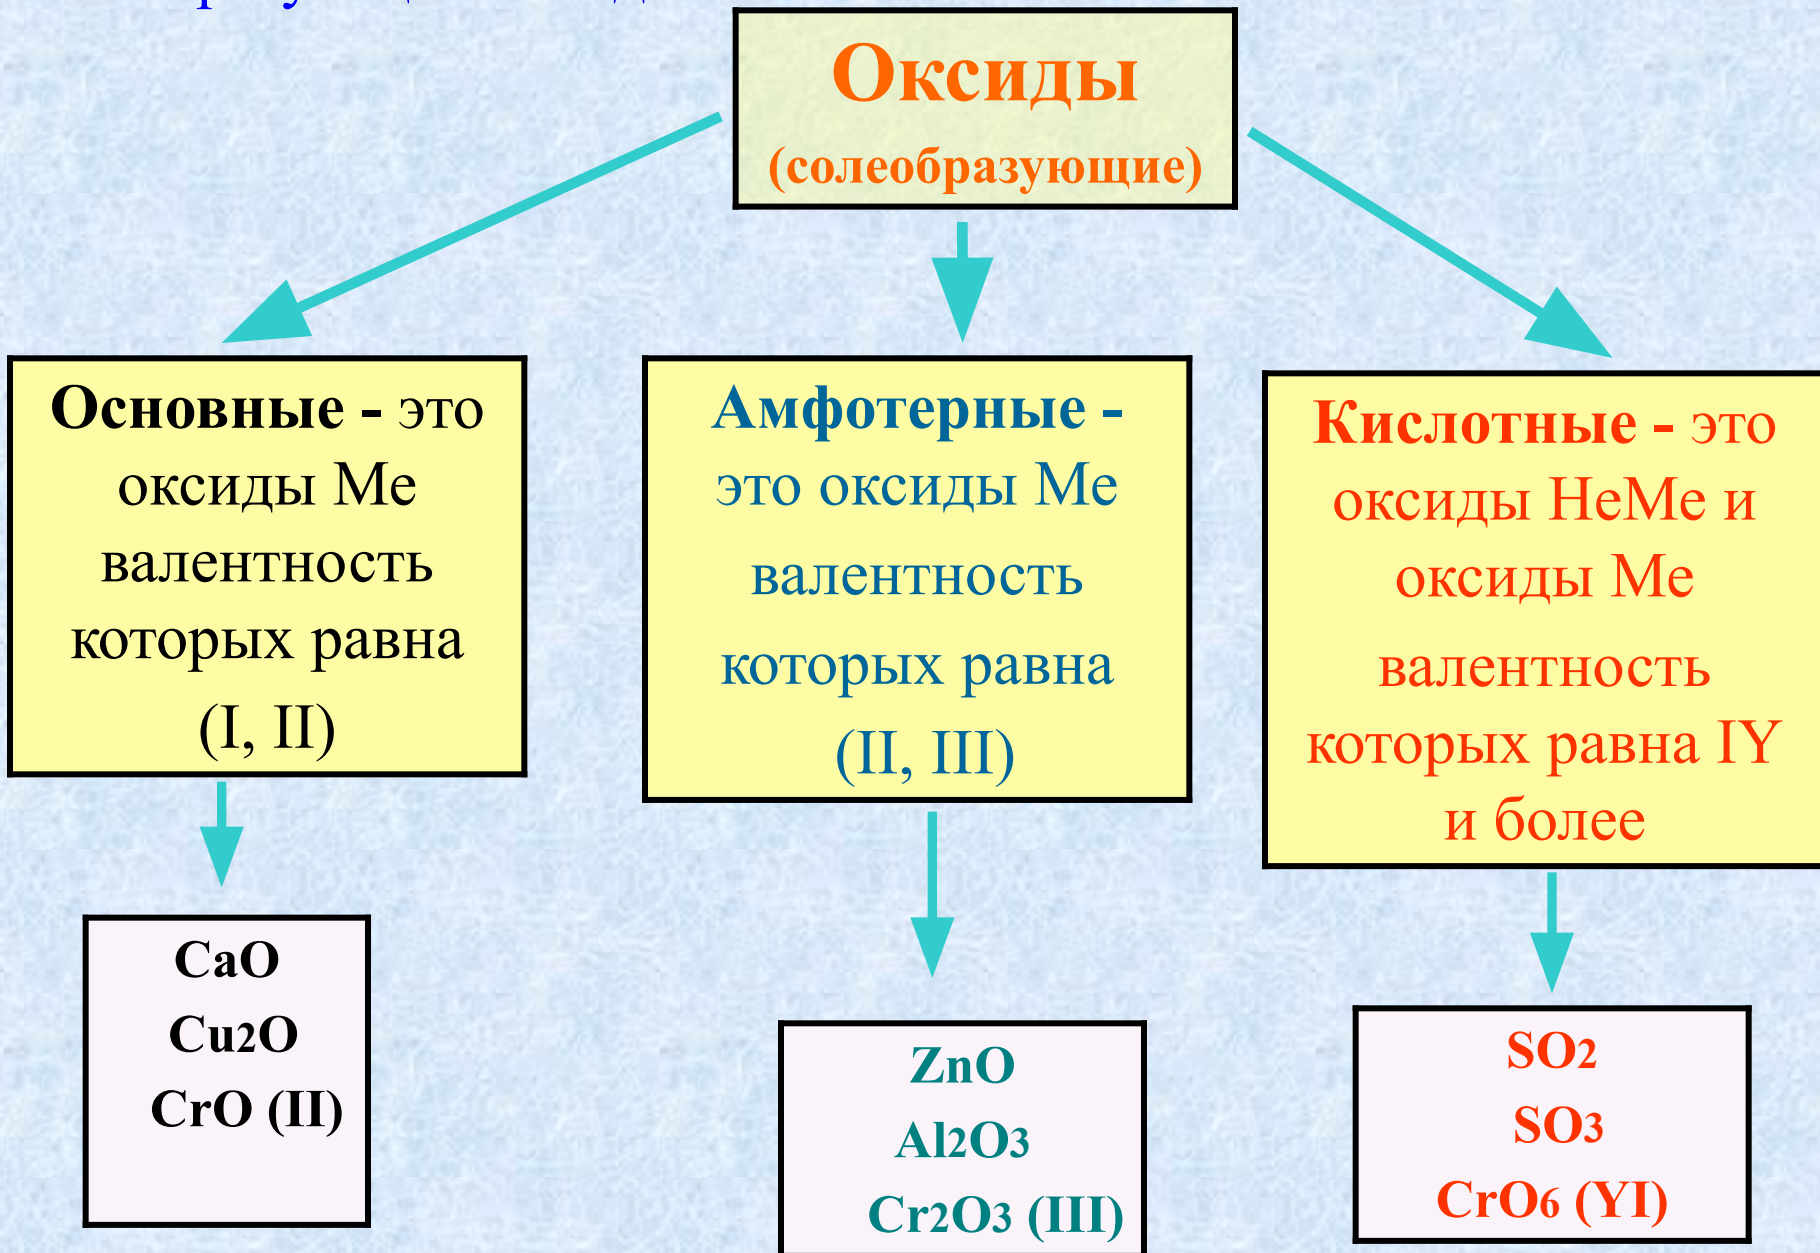 Оксиды
(солеобразующие)
Основные - это
оксиды Ме
валентность
которых равна
(I, II)
Амфотерные -
это оксиды Ме
валентность
которых равна
(II, III)
Кислотные - это
оксиды НеМе и
оксиды Ме
валентность
которых равна IY
и более
CaO
Cu2O
CrO (II)
ZnO
Al2O3
Cr2O3 (III)
SO2
SO3
CrO6 (YI)